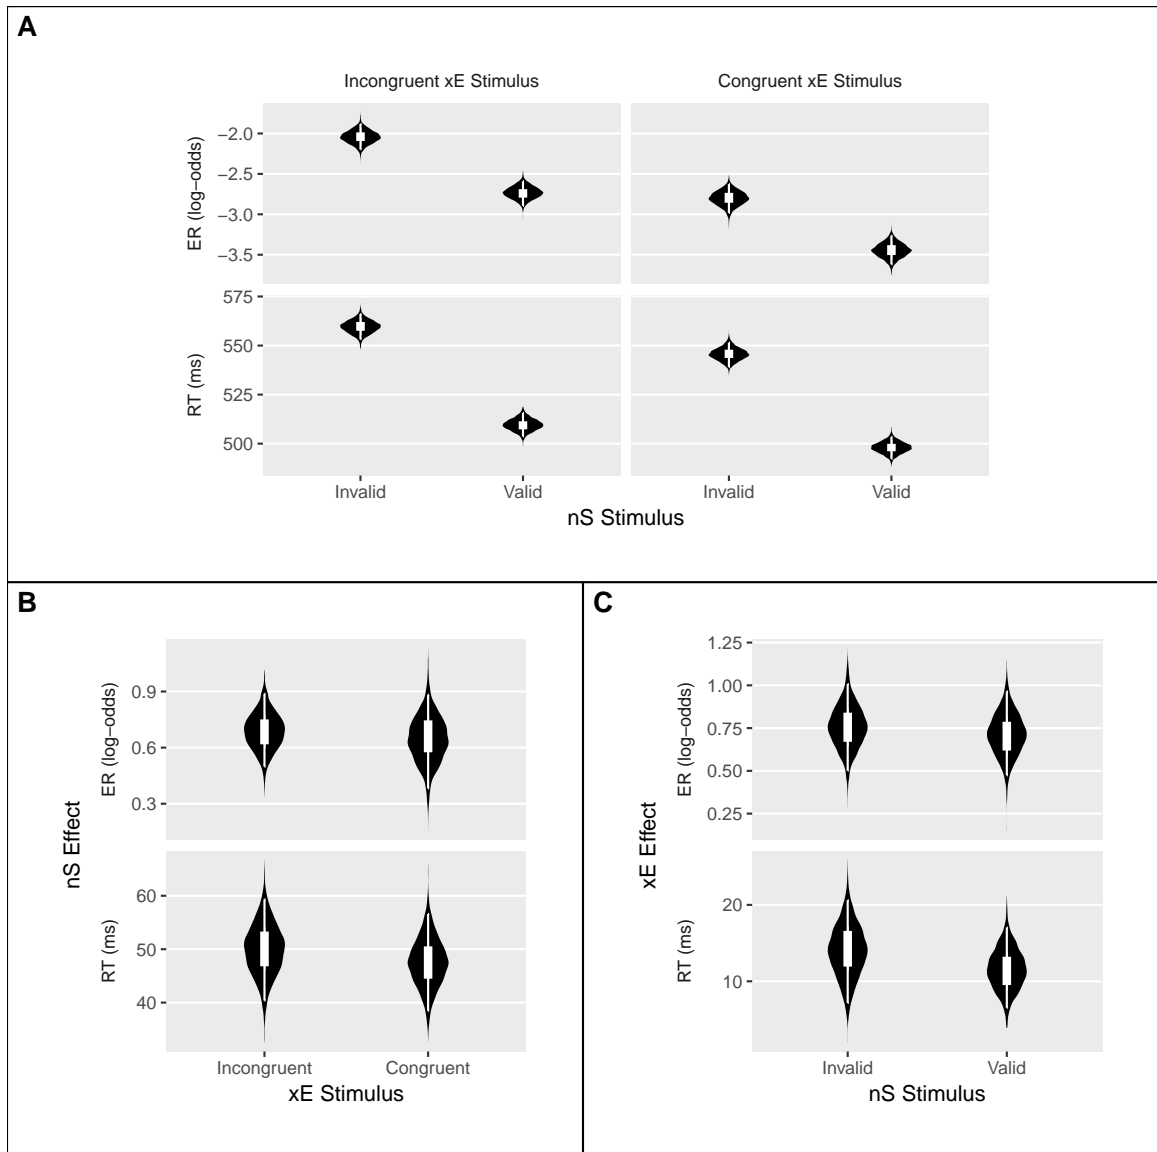 A
Incongruent xE Stimulus
Congruent xE Stimulus
ER (log−odds)
−2.0
−2.5
−3.0
−3.5
RT (ms)
575
550
525
500
Invalid
Valid
Invalid
Valid
nS Stimulus
B
nS Effect
ER (log−odds)
0.9
0.6
0.3
RT (ms)
60
50
40
Incongruent
Congruent
xE Stimulus
C
xE Effect
ER (log−odds)
1.25
1.00
0.75
0.50
0.25
RT (ms)
20
10
Invalid
Valid
nS Stimulus